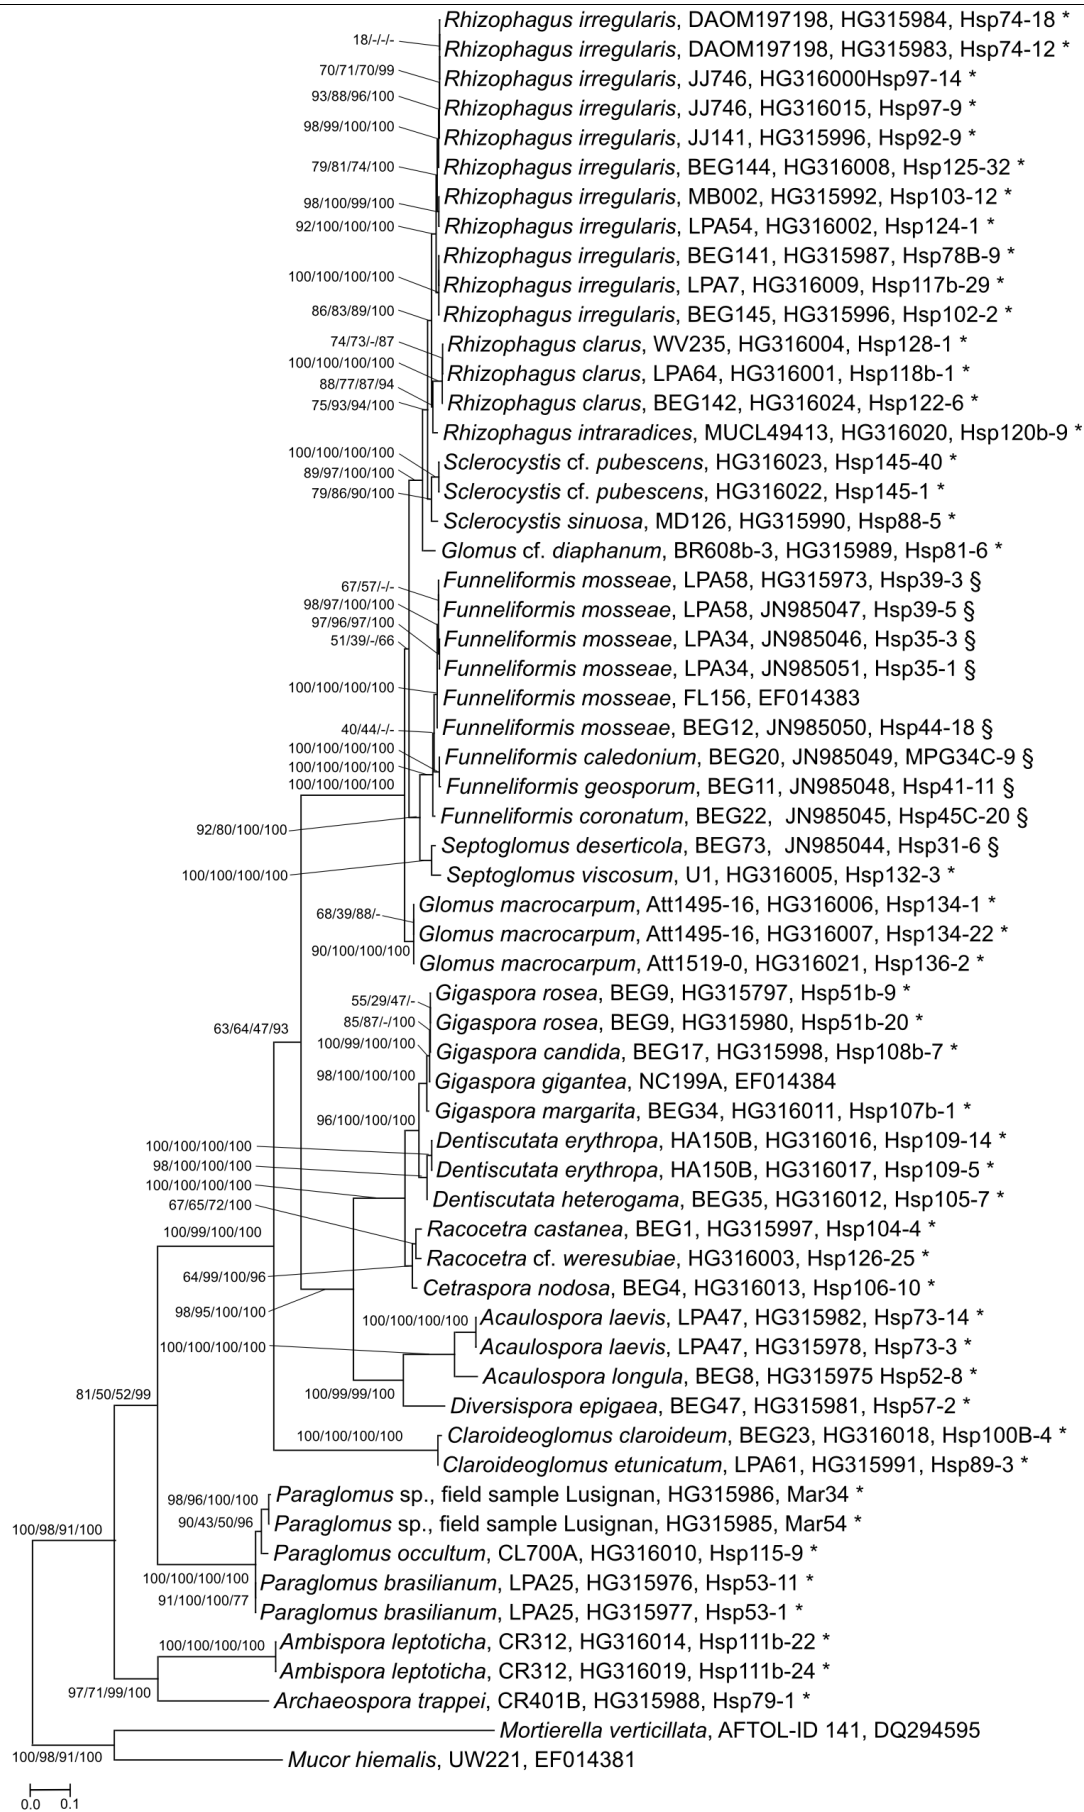 Rhizophagus irregularis, DAOM197198, HG315984, Hsp74-18 *
18/-/-/-
Rhizophagus irregularis, DAOM197198, HG315983, Hsp74-12 *
70/71/70/99
Rhizophagus irregularis, JJ746, HG316000Hsp97-14 *
93/88/96/100
Rhizophagus irregularis, JJ746, HG316015, Hsp97-9 *
98/99/100/100
Rhizophagus irregularis, JJ141, HG315996, Hsp92-9 *
79/81/74/100
Rhizophagus irregularis, BEG144, HG316008, Hsp125-32 *
Rhizophagus irregularis, MB002, HG315992, Hsp103-12 *
98/100/99/100
Rhizophagus irregularis, LPA54, HG316002, Hsp124-1 *
92/100/100/100
Rhizophagus irregularis, BEG141, HG315987, Hsp78B-9 *
100/100/100/100
Rhizophagus irregularis, LPA7, HG316009, Hsp117b-29 *
86/83/89/100
Rhizophagus irregularis, BEG145, HG315996, Hsp102-2 *
74/73/-/87
Rhizophagus clarus, WV235, HG316004, Hsp128-1 *
100/100/100/100
Rhizophagus clarus, LPA64, HG316001, Hsp118b-1 *
88/77/87/94
Rhizophagus clarus, BEG142, HG316024, Hsp122-6 *
75/93/94/100
Rhizophagus intraradices, MUCL49413, HG316020, Hsp120b-9 *
100/100/100/100
Sclerocystis cf. pubescens, HG316023, Hsp145-40 *
89/97/100/100
Sclerocystis cf. pubescens, HG316022, Hsp145-1 *
79/86/90/100
Sclerocystis sinuosa, MD126, HG315990, Hsp88-5 *
Glomus cf. diaphanum, BR608b-3, HG315989, Hsp81-6 *
Funneliformis mosseae, LPA58, HG315973, Hsp39-3 §
67/57/-/-
98/97/100/100
Funneliformis mosseae, LPA58, JN985047, Hsp39-5 §
97/96/97/100
Funneliformis mosseae, LPA34, JN985046, Hsp35-3 §
51/39/-/66
Funneliformis mosseae, LPA34, JN985051, Hsp35-1 §
100/100/100/100
Funneliformis mosseae, FL156, EF014383
Funneliformis mosseae, BEG12, JN985050, Hsp44-18 §
40/44/-/-
100/100/100/100
Funneliformis caledonium, BEG20, JN985049, MPG34C-9 §
100/100/100/100
100/100/100/100
Funneliformis geosporum, BEG11, JN985048, Hsp41-11 §
Funneliformis coronatum, BEG22, JN985045, Hsp45C-20 §
92/80/100/100
Septoglomus deserticola, BEG73, JN985044, Hsp31-6 §
100/100/100/100
Septoglomus viscosum, U1, HG316005, Hsp132-3 *
Glomus macrocarpum, Att1495-16, HG316006, Hsp134-1 *
68/39/88/-
Glomus macrocarpum, Att1495-16, HG316007, Hsp134-22 *
90/100/100/100
Glomus macrocarpum, Att1519-0, HG316021, Hsp136-2 *
Gigaspora rosea, BEG9, HG315797, Hsp51b-9 *
55/29/47/-
85/87/-/100
Gigaspora rosea, BEG9, HG315980, Hsp51b-20 *
63/64/47/93
100/99/100/100
Gigaspora candida, BEG17, HG315998, Hsp108b-7 *
98/100/100/100
Gigaspora gigantea, NC199A, EF014384
Gigaspora margarita, BEG34, HG316011, Hsp107b-1 *
96/100/100/100
Dentiscutata erythropa, HA150B, HG316016, Hsp109-14 *
100/100/100/100
98/100/100/100
Dentiscutata erythropa, HA150B, HG316017, Hsp109-5 *
100/100/100/100
Dentiscutata heterogama, BEG35, HG316012, Hsp105-7 *
67/65/72/100
Racocetra castanea, BEG1, HG315997, Hsp104-4 *
100/99/100/100
Racocetra cf. weresubiae, HG316003, Hsp126-25 *
64/99/100/96
Cetraspora nodosa, BEG4, HG316013, Hsp106-10 *
98/95/100/100
Acaulospora laevis, LPA47, HG315982, Hsp73-14 *
100/100/100/100
Acaulospora laevis, LPA47, HG315978, Hsp73-3 *
100/100/100/100
Acaulospora longula, BEG8, HG315975 Hsp52-8 *
81/50/52/99
100/99/99/100
Diversispora epigaea, BEG47, HG315981, Hsp57-2 *
100/100/100/100
Claroideoglomus claroideum, BEG23, HG316018, Hsp100B-4 *
Claroideoglomus etunicatum, LPA61, HG315991, Hsp89-3 *
98/96/100/100
Paraglomus sp., field sample Lusignan, HG315986, Mar34 *
90/43/50/96
Paraglomus sp., field sample Lusignan, HG315985, Mar54 *
100/98/91/100
Paraglomus occultum, CL700A, HG316010, Hsp115-9 *
100/100/100/100
Paraglomus brasilianum, LPA25, HG315976, Hsp53-11 *
91/100/100/77
Paraglomus brasilianum, LPA25, HG315977, Hsp53-1 *
100/100/100/100
Ambispora leptoticha, CR312, HG316014, Hsp111b-22 *
Ambispora leptoticha, CR312, HG316019, Hsp111b-24 *
97/71/99/100
Archaeospora trappei, CR401B, HG315988, Hsp79-1 *
Mortierella verticillata, AFTOL-ID 141, DQ294595
100/98/91/100
Mucor hiemalis, UW221, EF014381
0.0 0.1